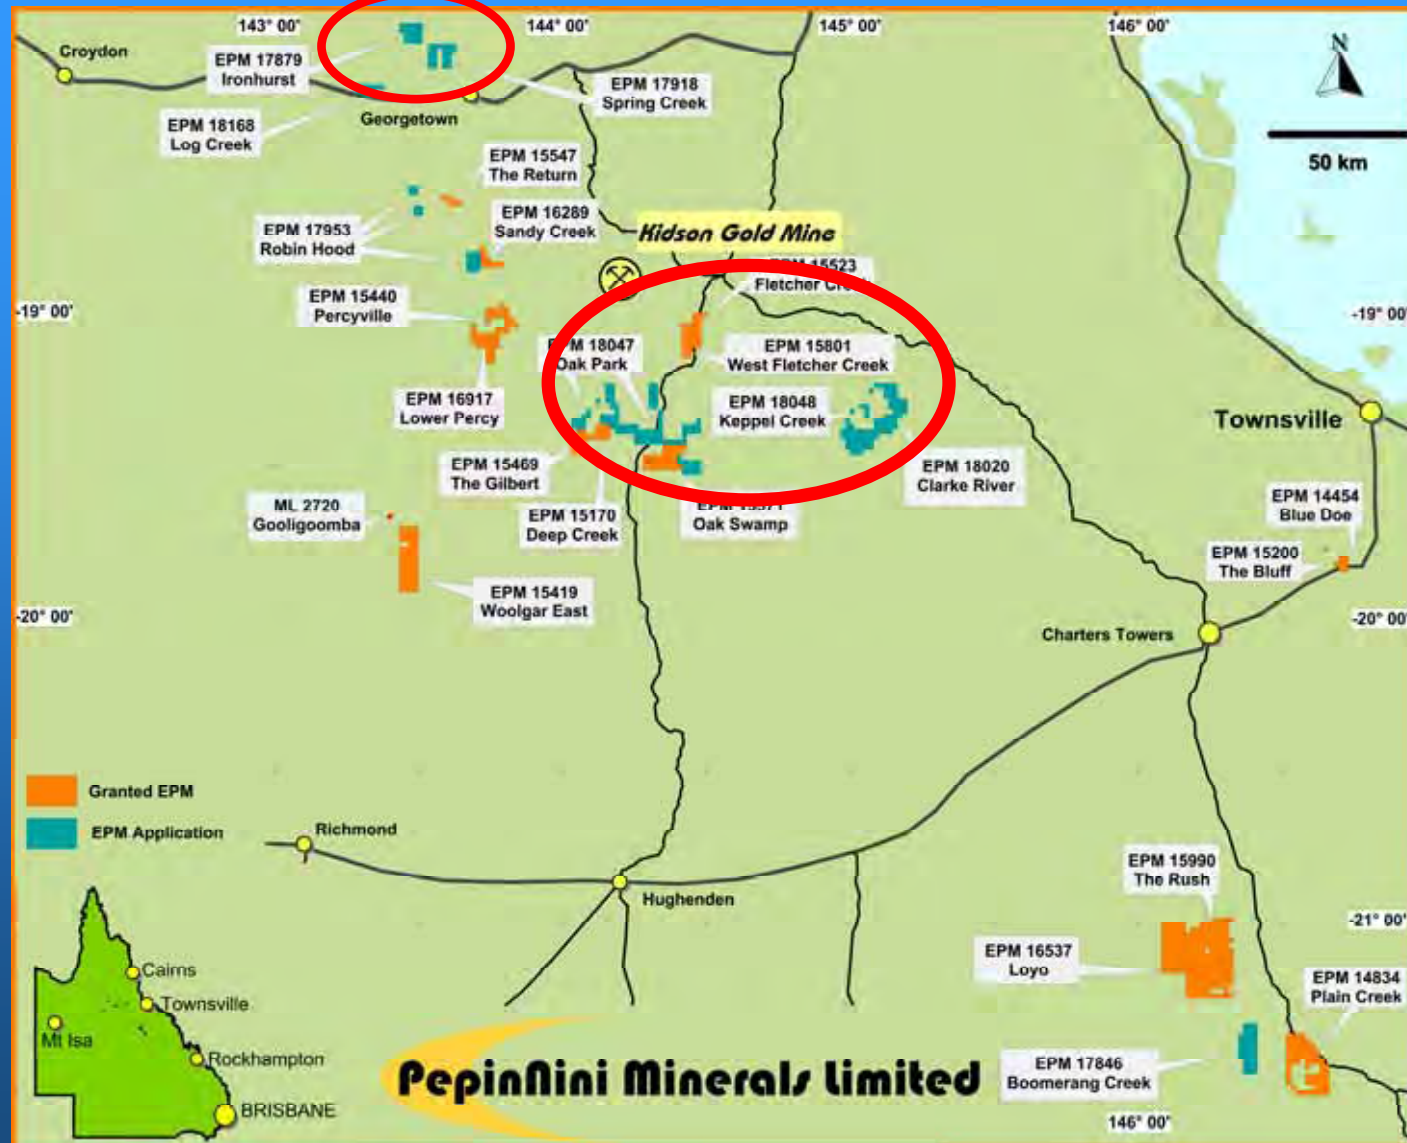 143° 00'
144° 00'
145° 00'
146° 00'
Croydon
EPM 17879
Ironhurst
EPM 17918
Spring Creek
N
50 km
EPM 18168
Log Creek
Georgetown
EPM 15547
The Return
EPM 16289
Sandy Creek
EPM 17953
Robin Hood
Kidson Gold Mine
EPM 15523
Fletcher Creek
EPM 15440
Percyville
-19° 00'
-19° 00'
EPM 18047
Oak Park
EPM 15801
West Fletcher Creek
EPM 16917
Lower Percy
EPM 18048
Keppel Creek
Townsville
EPM 15469
The Gilbert
EPM 18020
Clarke River
ML 2720
Gooligoomba
EPM 15170
Deep Creek
EPM
Oak Swamp
EPM 14454
Blue Doe
EPM 15200
The Bluff
EPM 15419
Woolgar East
-20° 00'
-20° 00'
Charters Towers
Granted EPM
EPM Application
Richmond
Hughenden
EPM 15990
The Rush
-21° 00'
EPM 16537
Loyo
EPM 14834
Plain Creek
Cairns
Townsville
Mt Isa
Rockhampton
BRISBANE
PepinNini Minerals Limited
EPM 17846
Boomerang Creek
146° 00'